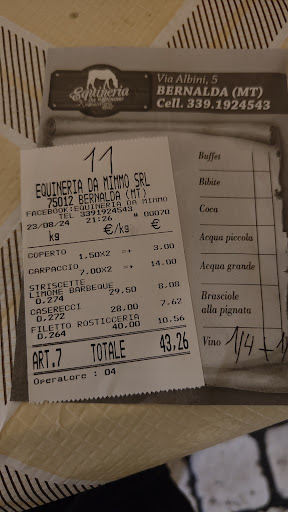 Equineria
DA MIMMO
Via Albini, 5
BERNALDA (MT)
Cell. 339.1924543
11
EQUINERIA DA MIMMO SRL
75012 BERNALDA (MT)
FACEBOOK:EQUINERIA DA MIMMO
TEL 3391924543
23/08/24 21:26 # 00070
kg €/kg €
COPERTO 1.50X2 =+ 3.00
CARPACCIO 7.00X2 =+ 14.00
STRISCETTE
LIMONE BARBEQUE
0,274 29.50 8.08
CASERECCI
0,272 28.00 7.62
FILETTO ROSTICCERIA
0,264 40.00 10.56
ART.7 TOTALE 43,26
Operatore : 04
Buffet
Bibite
Coca
Acqua piccola
Acqua grande
Brasciole
alla pignata
Vino 1/4 + 1/